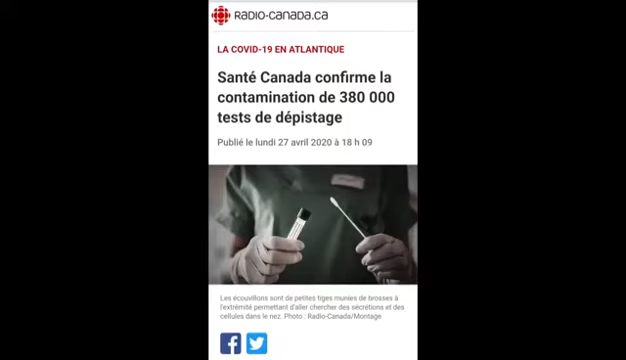 RADIO-CANADA.CA
LA COVID-19 EN ATLANTIQUE
Santé Canada confirme la
contamination de 380 000
tests de dépistage
Publié le lundi 27 avril 2020 à 18 h 09
Les écouvillons sont de petites tiges munies de brosses à
l'extrémité permettant d'aller chercher des sécrétions et des
cellules dans le nez. Photo : Radio-Canada/Montage